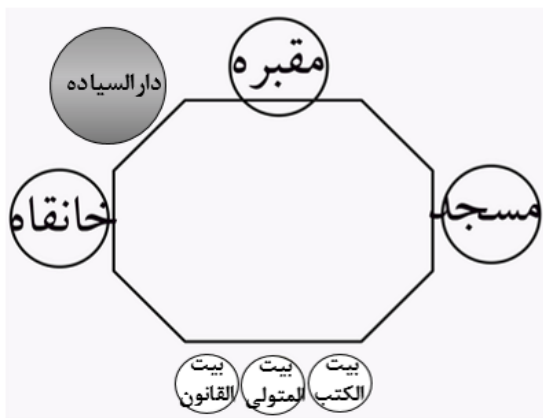 مقبره
دارالسیاده
مسجد
خانقاه
بیت
الکتب
بیت
المتولی
بیت
القانون